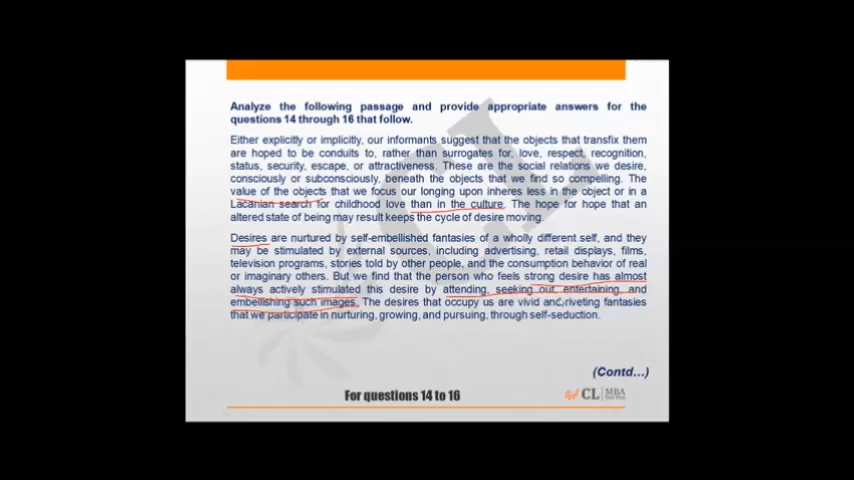 Analyze the following passage and provide appropriate answers for the
questions 14 through 16 that follow.
Either explicitly or implicitly, our informants suggest that the objects that transfix them
are hoped to be conduits to, rather than surrogates for, love, respect, recognition,
status, security, escape, or attractiveness. These are the social relations we desire,
consciously or subconsciously, beneath the objects that we find so compelling. The
value of the objects that we focus our longing upon inheres less in the object or in a
Lacanian search for childhood love than in the culture. The hope for hope that an
altered state of being may result keeps the cycle of desire moving.
Desires are nurtured by self-embellished fantasies of a wholly different self, and they
may be stimulated by external sources, including advertising, retail displays, films,
television programs, stories told by other people, and the consumption behavior of real
or imaginary others. But we find that the person who feels strong desire has almost
always actively stimulated this desire by attending, seeking out, entertaining, and
embellishing such images. The desires that occupy us are vivid and riveting fantasies
that we participate in nurturing, growing, and pursuing, through self-seduction.
(Contd...)
For questions 14 to 16
CL MBA